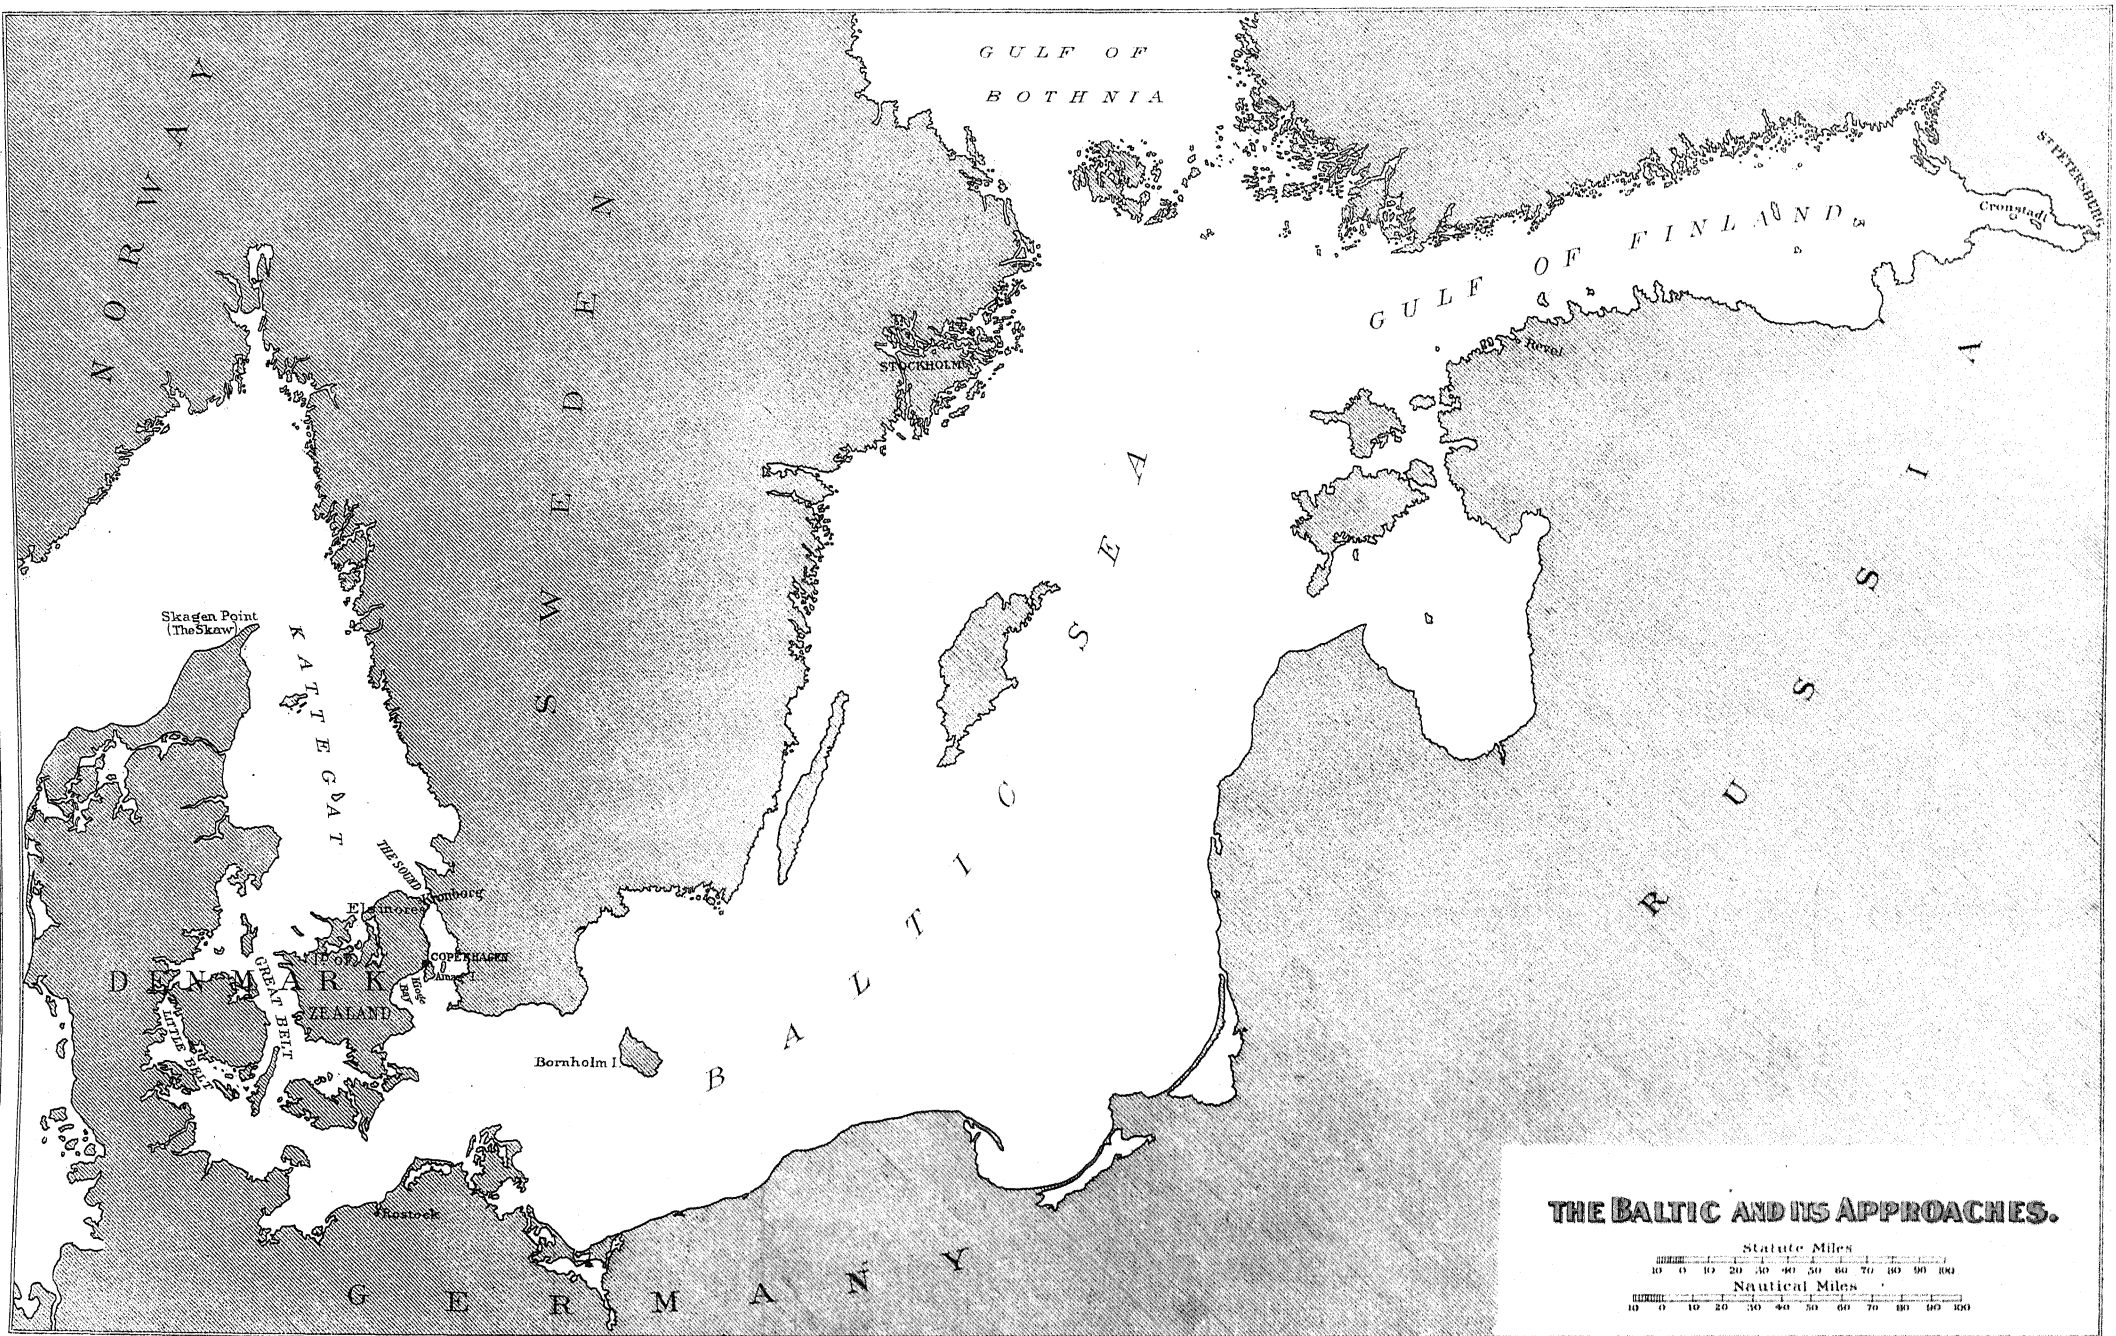 GULF OF
BOTHNIA
NORWAY
SWEDEN
ST PETERSBURG
Cronstadt
GULF OF FINLAND
Revel
STOCKHOLM
RUSSIA
BALTIC SEA
Skagen Point
(The Skaw)
KATTEGAT
THE SOUND
Kronborg
Elsinore
COPENHAGEN
Amag I.
Kioge
Bay
DENMARK
ZEALAND
GREAT BELT
LITTLE BELT
Bornholm I.
Rostock
GERMANY
THE BALTIC AND ITS APPROACHES.
Statute Miles
10 0 10 20 30 40 50 60 70 80 90 100
Nautical Miles
10 0 10 20 30 40 50 60 70 80 90 100